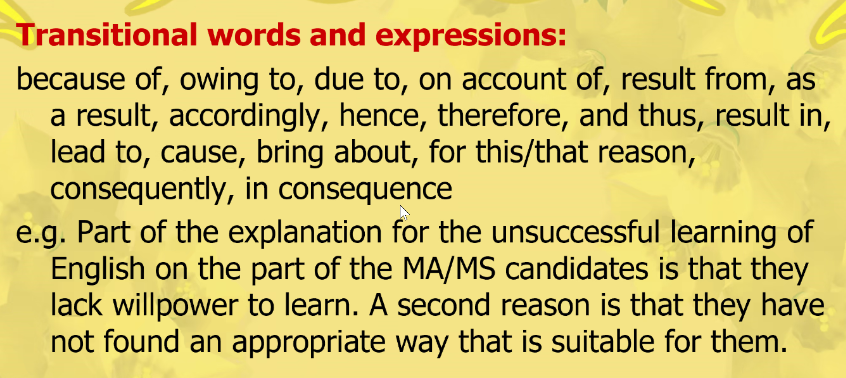 Transitional words and expressions:
because of, owing to, due to, on account of, result from, as
a result, accordingly, hence, therefore, and thus, result in,
lead to, cause, bring about, for this/that reason,
consequently, in consequence
e.g. Part of the explanation for the unsuccessful learning of
English on the part of the MA/MS candidates is that they
lack willpower to learn. A second reason is that they have
not found an appropriate way that is suitable for them.